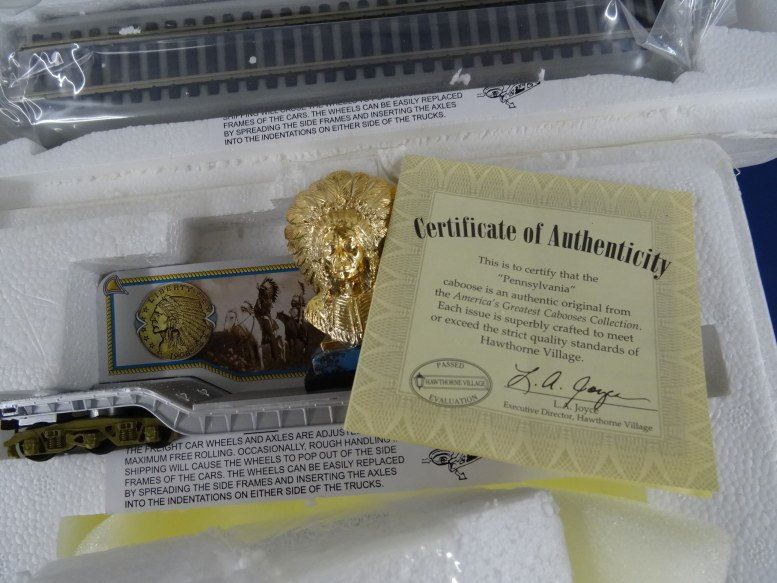 SHIPPING WILL CAUSE THE WHEELS TO
FRAMES OF THE CARS. THE WHEELS CAN BE EASILY REPLACED
BY SPREADING THE SIDE FRAMES AND INSERTING THE AXLES
INTO THE INDENTATIONS ON EITHER SIDE OF THE TRUCKS.
LIBERTY
1908
Certificate of Authenticity
This is to certify that the
"Pennsylvania"
caboose is an authentic original from
the America's Greatest Cabooses Collection.
Each issue is superbly crafted to meet
or exceed the strict quality standards of
Hawthorne Village.
PASSED
HAWTHORNE VILLAGE
EVALUATION
L. A. Joyce
L.A. Joyce
Executive Director, Hawthorne Village
THE FREIGHT CAR WHEELS AND AXLES ARE ADJUSTED
MAXIMUM FREE ROLLING. OCCASIONALLY, ROUGH HANDLING
SHIPPING WILL CAUSE THE WHEELS TO POP OUT OF THE SIDE
FRAMES OF THE CARS. THE WHEELS CAN BE EASILY REPLACED
BY SPREADING THE SIDE FRAMES AND INSERTING THE AXLES
INTO THE INDENTATIONS ON EITHER SIDE OF THE TRUCKS.